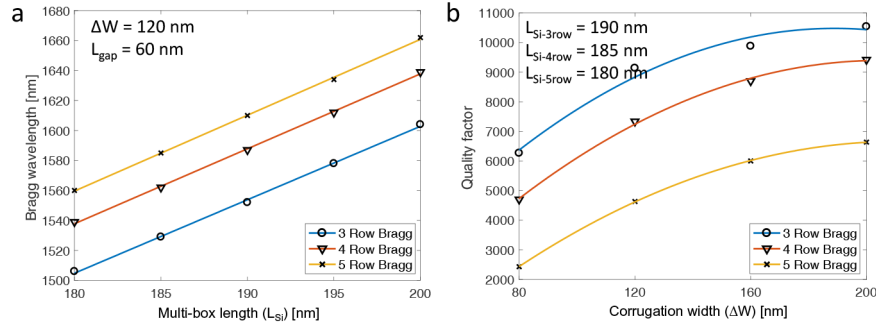 a
ΔW = 120 nm
L_gap = 60 nm
Bragg wavelength [nm]
1680
1660
1640
1620
1600
1580
1560
1540
1520
1500
180
185
190
195
200
Multi-box length (L_Si) [nm]
3 Row Bragg
4 Row Bragg
5 Row Bragg
b
L_Si-3row = 190 nm
L_Si-4row = 185 nm
L_Si-5row = 180 nm
Quality factor
11000
10000
9000
8000
7000
6000
5000
4000
3000
2000
80
120
160
200
Corrugation width (ΔW) [nm]
3 Row Bragg
4 Row Bragg
5 Row Bragg